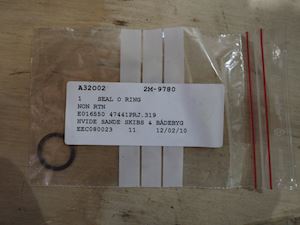 A32002 2M-9780
1 SEAL O RING
NON RTN
E016550 47441PRJ.319
HVIDE SANDE SKIBS & BÅDEBYG
EEC080023 11 12/02/10